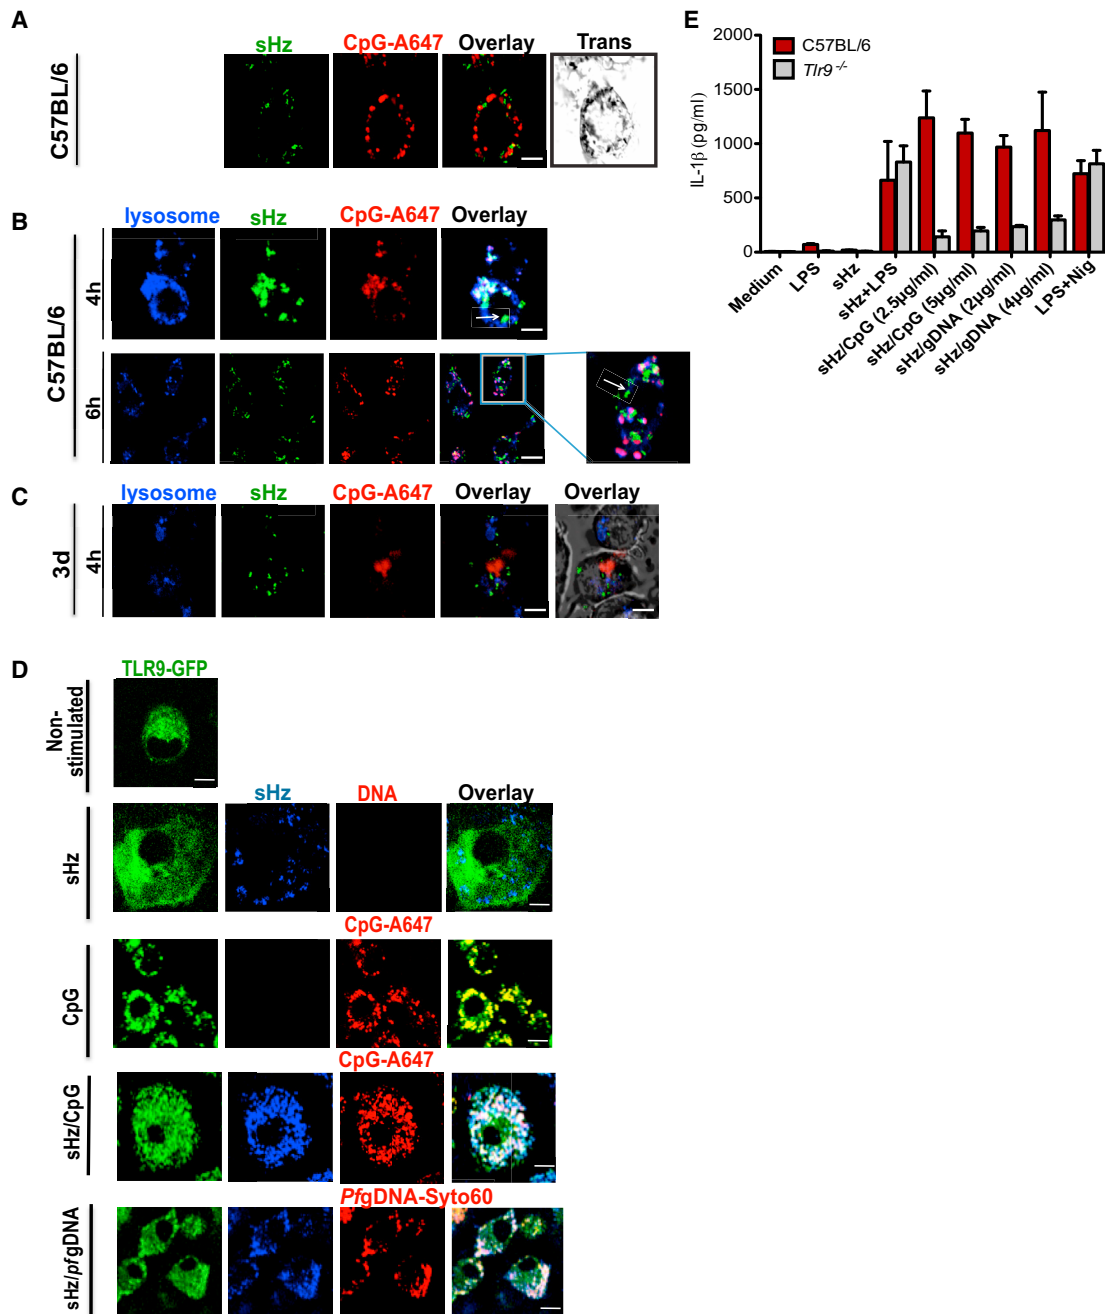 A
sHz CpG-A647 Overlay Trans
C57BL/6
B
lysosome sHz CpG-A647 Overlay
C57BL/6
4h
6h
C
lysosome sHz CpG-A647 Overlay Overlay
3d
4h
D
TLR9-GFP
Non-
stimulated
sHz DNA Overlay
sHz
CpG-A647
CpG
CpG-A647
sHz/CpG
PfgDNA-Syto60
sHz/pfgDNA
E
C57BL/6
Tlr9 -/-
IL-1β (pg/ml)
2000
1500
1000
500
0
Medium
LPS
sHz
sHz+LPS
sHz/CpG (2.5µg/ml)
sHz/CpG (5µg/ml)
sHz/gDNA (2µg/ml)
sHz/gDNA (4µg/ml)
LPS+Nig